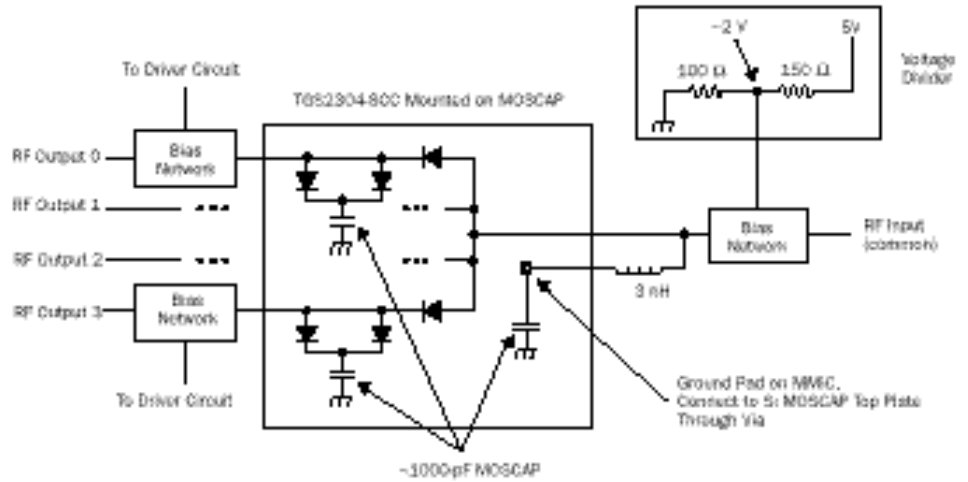 ~2 V
5V
100 Ω
150 Ω
Voltage
Divider
To Driver Circuit
TGS2304-SCC Mounted on MOSCAP
RF Output 0
Bias
Network
RF Output 1
RF Output 2
RF Output 3
Bias
Network
To Driver Circuit
Bias
Network
RF Input
(common)
3 nH
Ground Pad on MMIC,
Connect to Si MOSCAP Top Plate
Through Via
~1000-pF MOSCAP